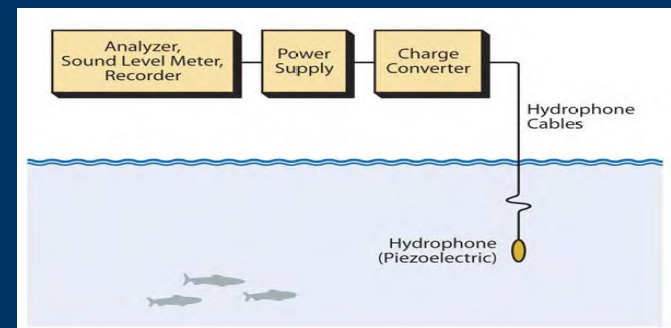 Analyzer,
Sound Level Meter,
Recorder
Power
Supply
Charge
Converter
Hydrophone
Cables
Hydrophone
(Piezoelectric)